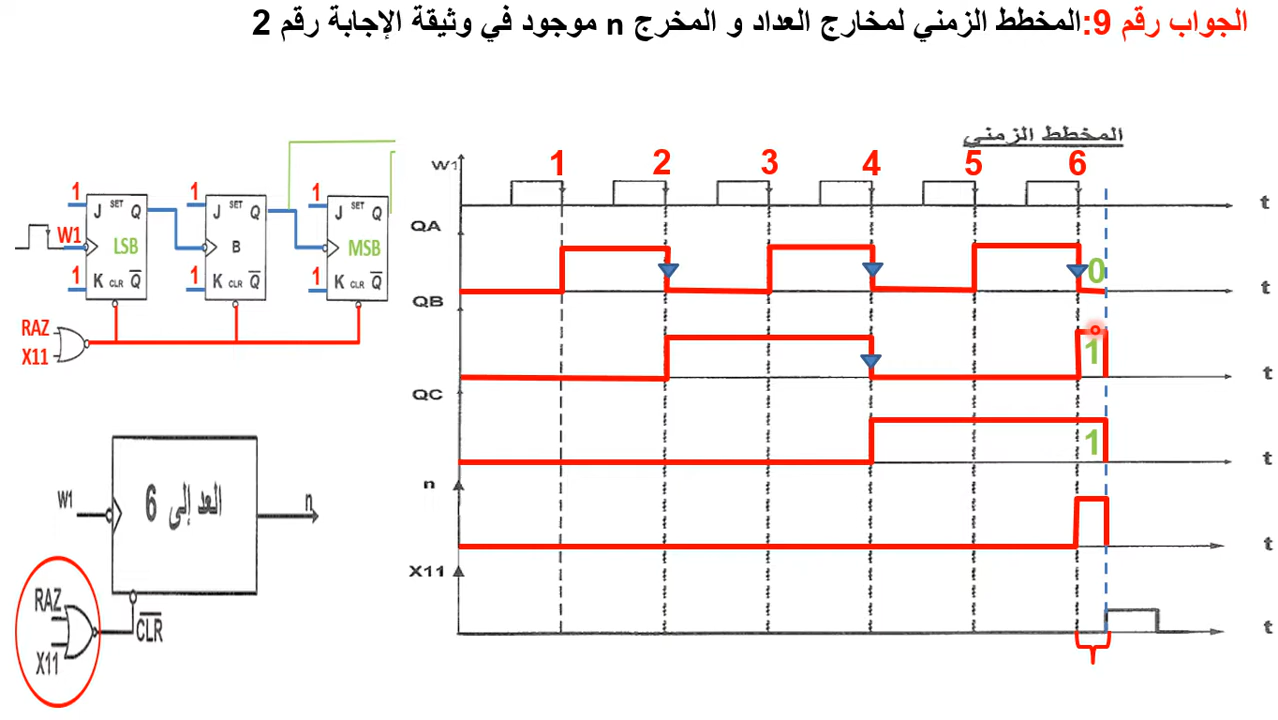 الجواب رقم 9:المخطط الزمني لمخارج العداد و المخرج n موجود في وثيقة الإجابة رقم 2
المخطط الزمني
W1 1 2 3 4 5 6 t
QA 0 t
QB 1 t
QC 1 t
n t
X11 t
1 1 1
J SET Q J SET Q J SET Q
W1 LSB B MSB
1 1 1
K CLR Q̅ K CLR Q̅ K CLR Q̅
RAZ
X11
W1 العد إلى 6 n
RAZ
C̅L̅R̅
X11